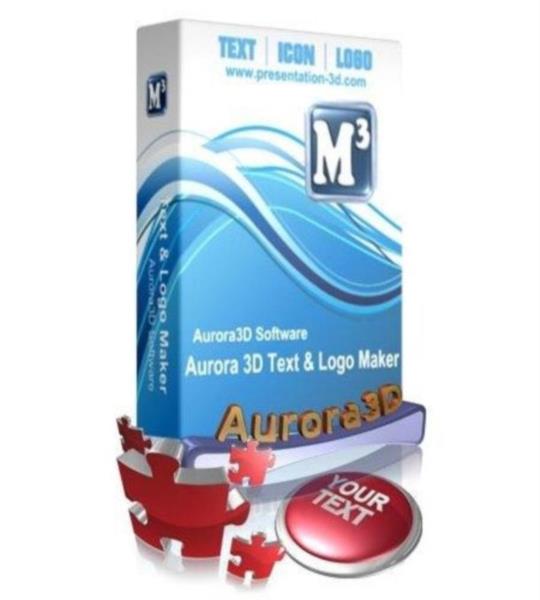 TEXT | ICON | LOGO
www.presentation-3d.com
M³
M³
Text & Logo Maker
Aurora3D Software
Aurora3D Software
Aurora 3D Text & Logo Maker
Aurora3D
YOUR
TEXT